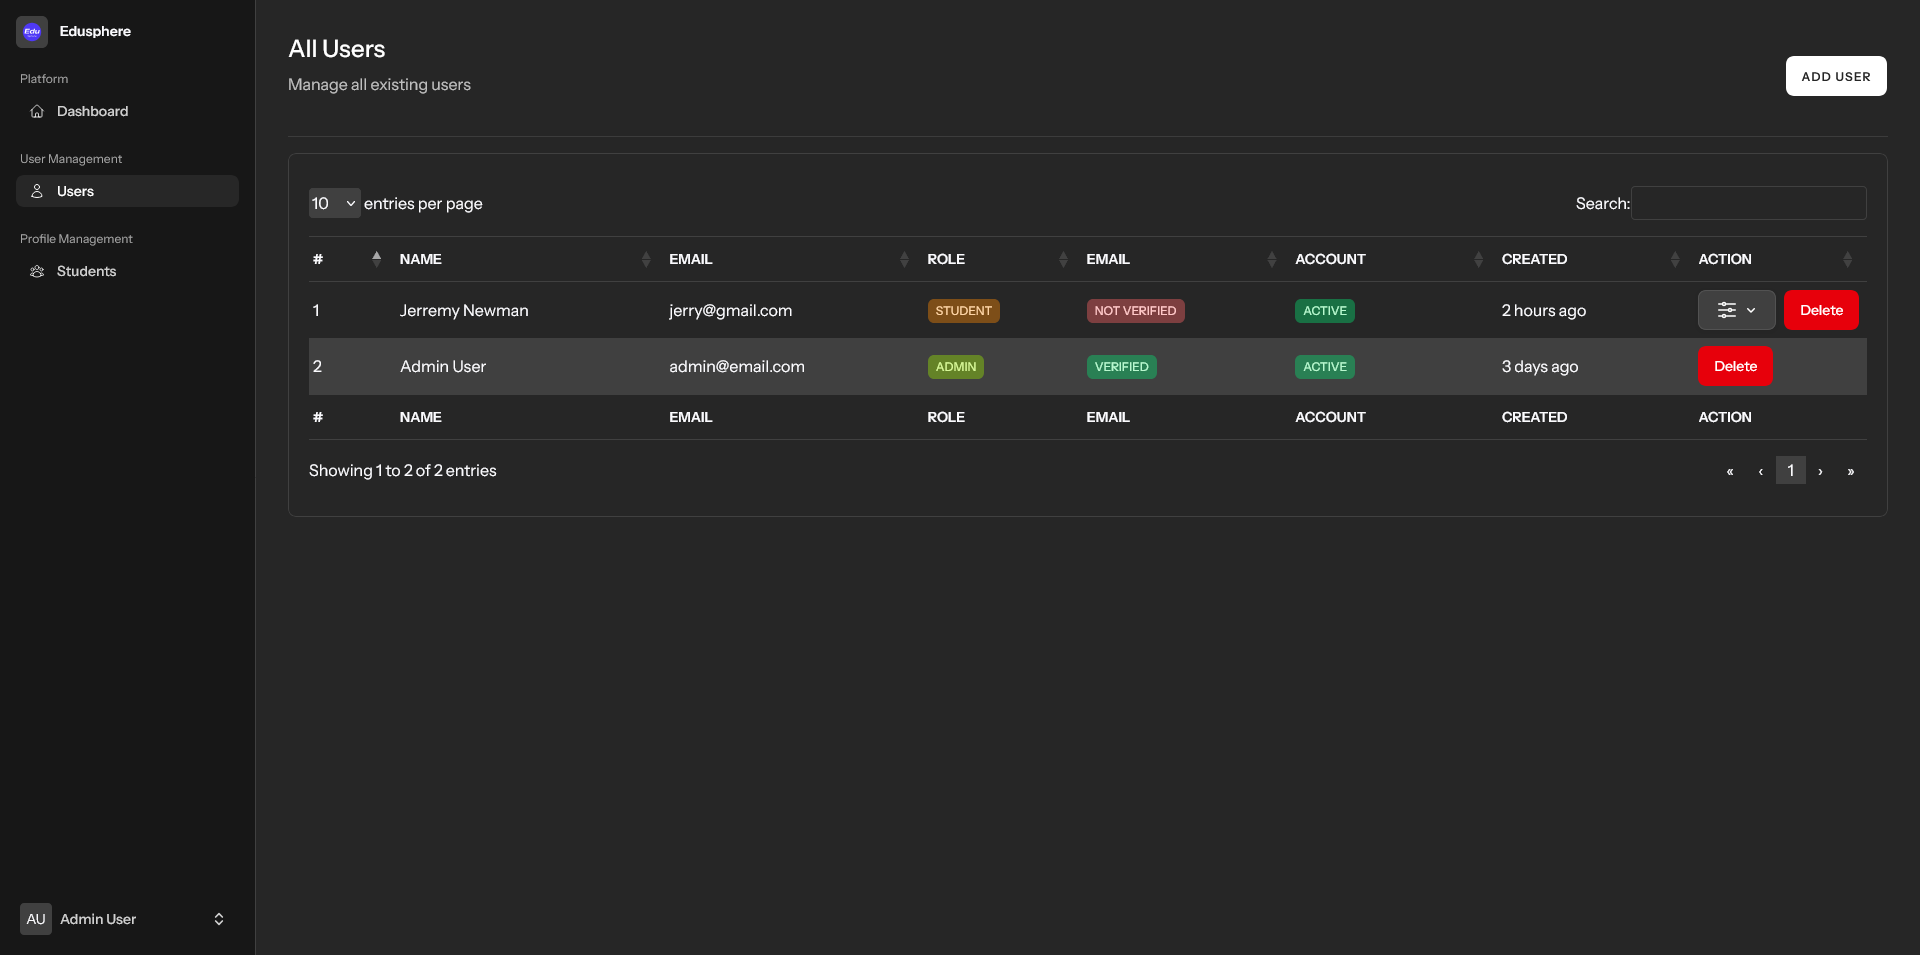 Edu
Edusphere
Platform
Dashboard
User Management
Users
Profile Management
Students
AU Admin User
All Users
Manage all existing users
ADD USER
10 entries per page
Search:
# NAME EMAIL ROLE EMAIL ACCOUNT CREATED ACTION
1 Jerremy Newman jerry@gmail.com STUDENT NOT VERIFIED ACTIVE 2 hours ago Delete
2 Admin User admin@email.com ADMIN VERIFIED ACTIVE 3 days ago Delete
# NAME EMAIL ROLE EMAIL ACCOUNT CREATED ACTION
Showing 1 to 2 of 2 entries
« ‹ 1 › »